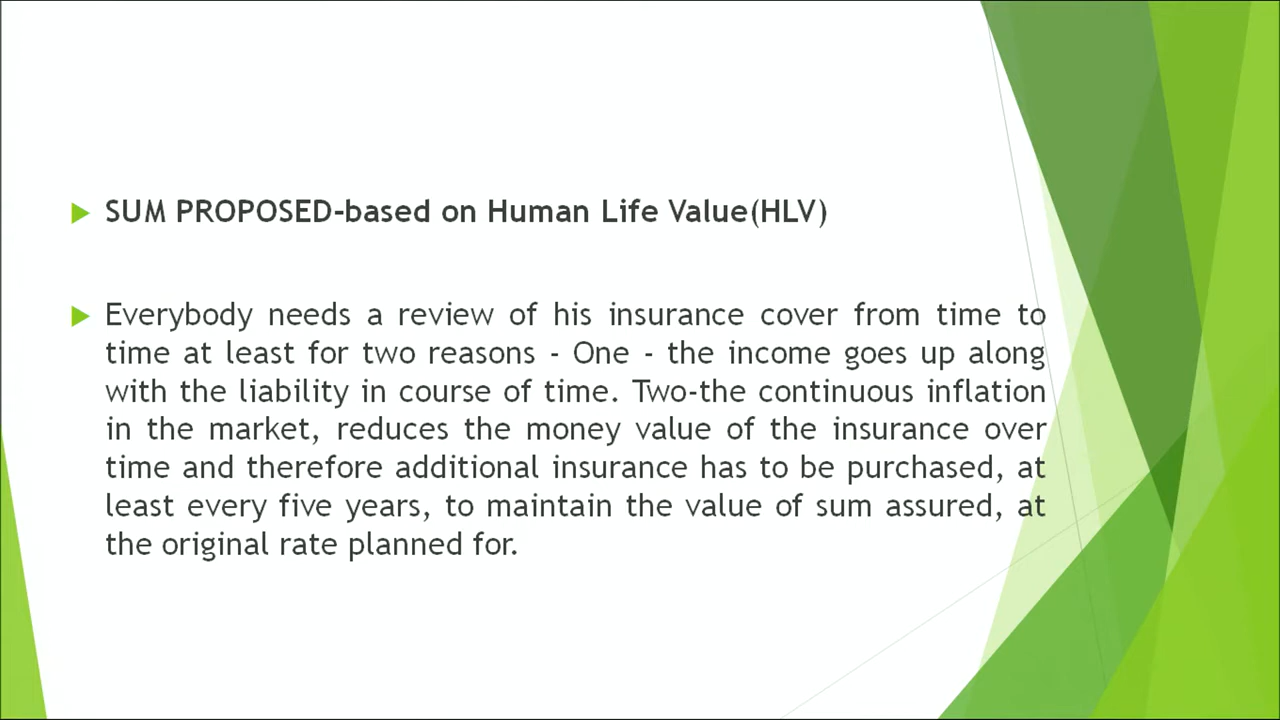 SUM PROPOSED-based on Human Life Value(HLV)
Everybody needs a review of his insurance cover from time to
time at least for two reasons - One - the income goes up along
with the liability in course of time. Two-the continuous inflation
in the market, reduces the money value of the insurance over
time and therefore additional insurance has to be purchased, at
least every five years, to maintain the value of sum assured, at
the original rate planned for.